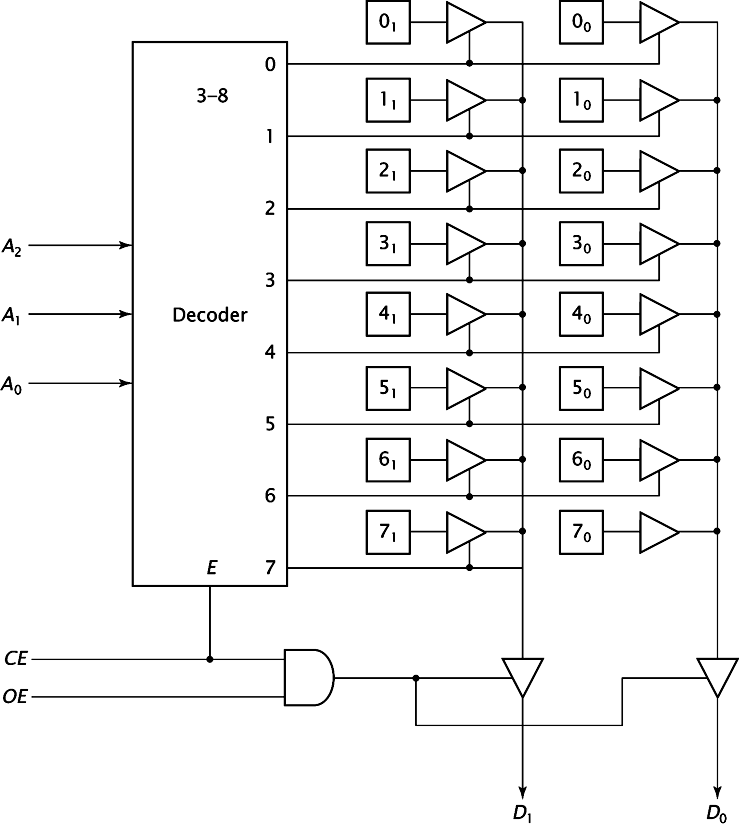 0₁ 0₀
0
3–8
1₁ 1₀
1
2₁ 2₀
2
A₂
3₁ 3₀
3
A₁ Decoder 4₁ 4₀
4
A₀
5₁ 5₀
5
6₁ 6₀
6
7₁ 7₀
E 7
CE
OE
D₁ D₀